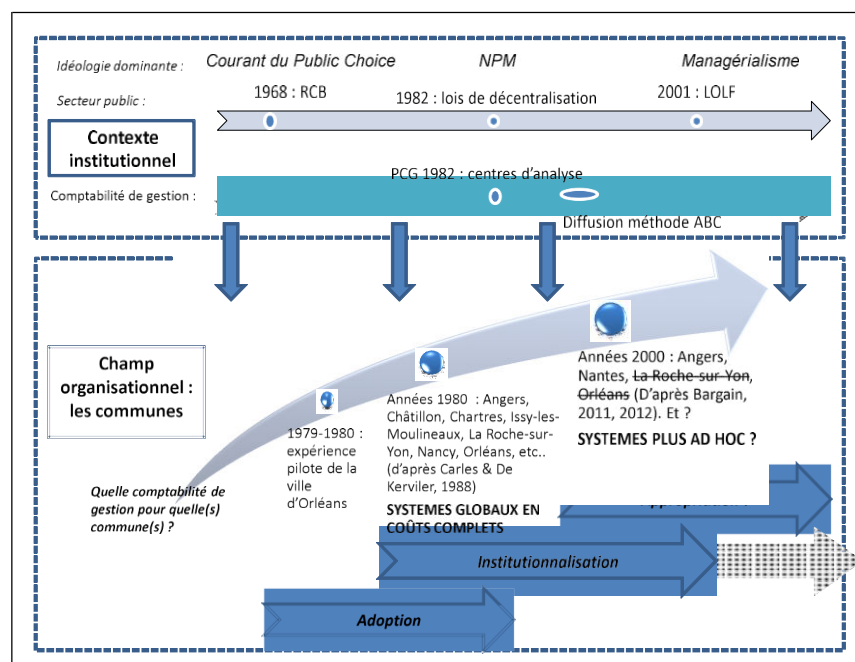 Idéologie dominante :
Courant du Public Choice
NPM
Managérialisme
Secteur public :
1968 : RCB
1982 : lois de décentralisation
2001 : LOLF
Contexte
institutionnel
PCG 1982 : centres d'analyse
Comptabilité de gestion :
Diffusion méthode ABC
Champ
organisationnel :
les communes
Années 2000 : Angers,
Nantes, La Roche-sur-Yon,
Orléans (D'après Bargain,
2011, 2012). Et ?
SYSTEMES PLUS AD HOC ?
Années 1980 : Angers,
Châtillon, Chartres, Issy-les-
Moulineaux, La Roche-sur-
Yon, Nancy, Orléans, etc..
(d'après Carles & De
Kerviler, 1988)
SYSTEMES GLOBAUX EN
COÛTS COMPLETS
1979-1980 :
expérience
pilote de la
ville
d'Orléans
Quelle comptabilité de
gestion pour quelle(s)
commune(s) ?
Institutionnalisation
Adoption